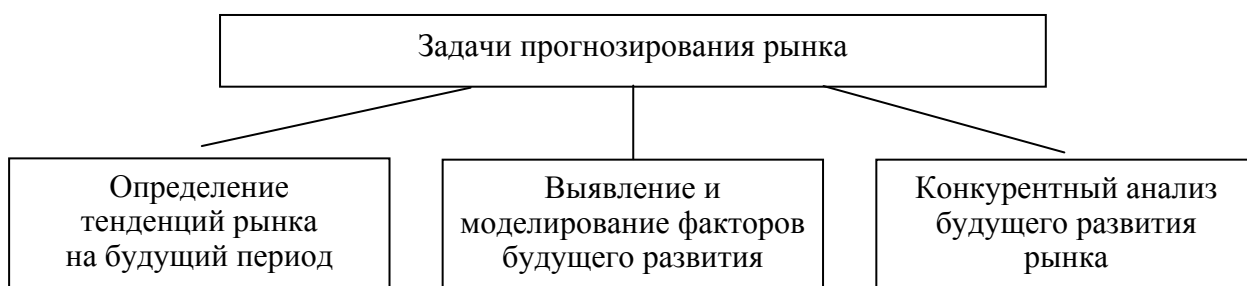 Задачи прогнозирования рынка
Определение
тенденций рынка
на будущий период
Выявление и
моделирование факторов
будущего развития
Конкурентный анализ
будущего развития
рынка